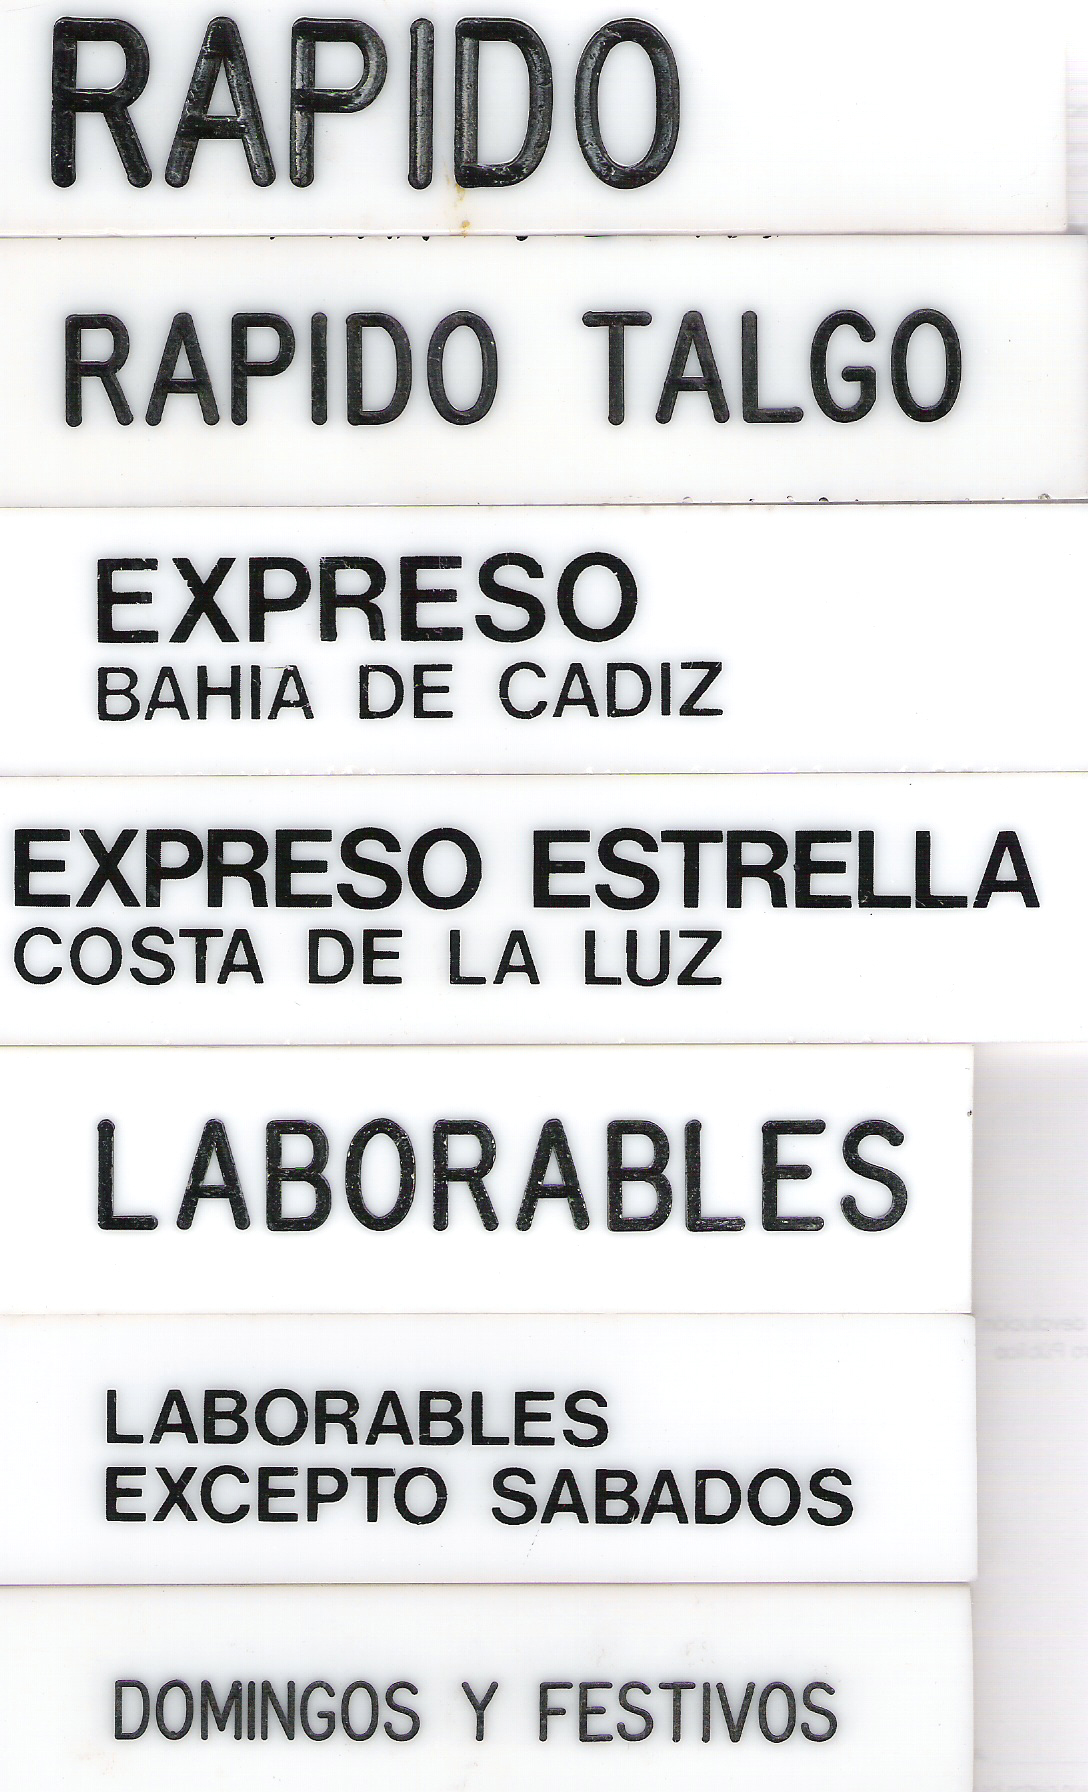 RAPIDO
RAPIDO TALGO
EXPRESO
BAHIA DE CADIZ
EXPRESO ESTRELLA
COSTA DE LA LUZ
LABORABLES
LABORABLES
EXCEPTO SABADOS
DOMINGOS Y FESTIVOS